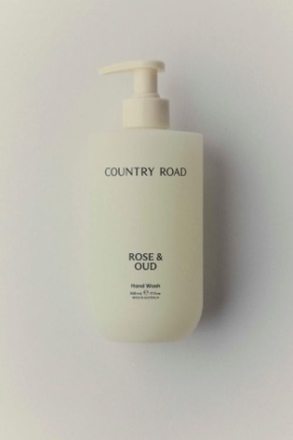 COUNTRY ROAD
ROSE &
OUD
Hand Wash